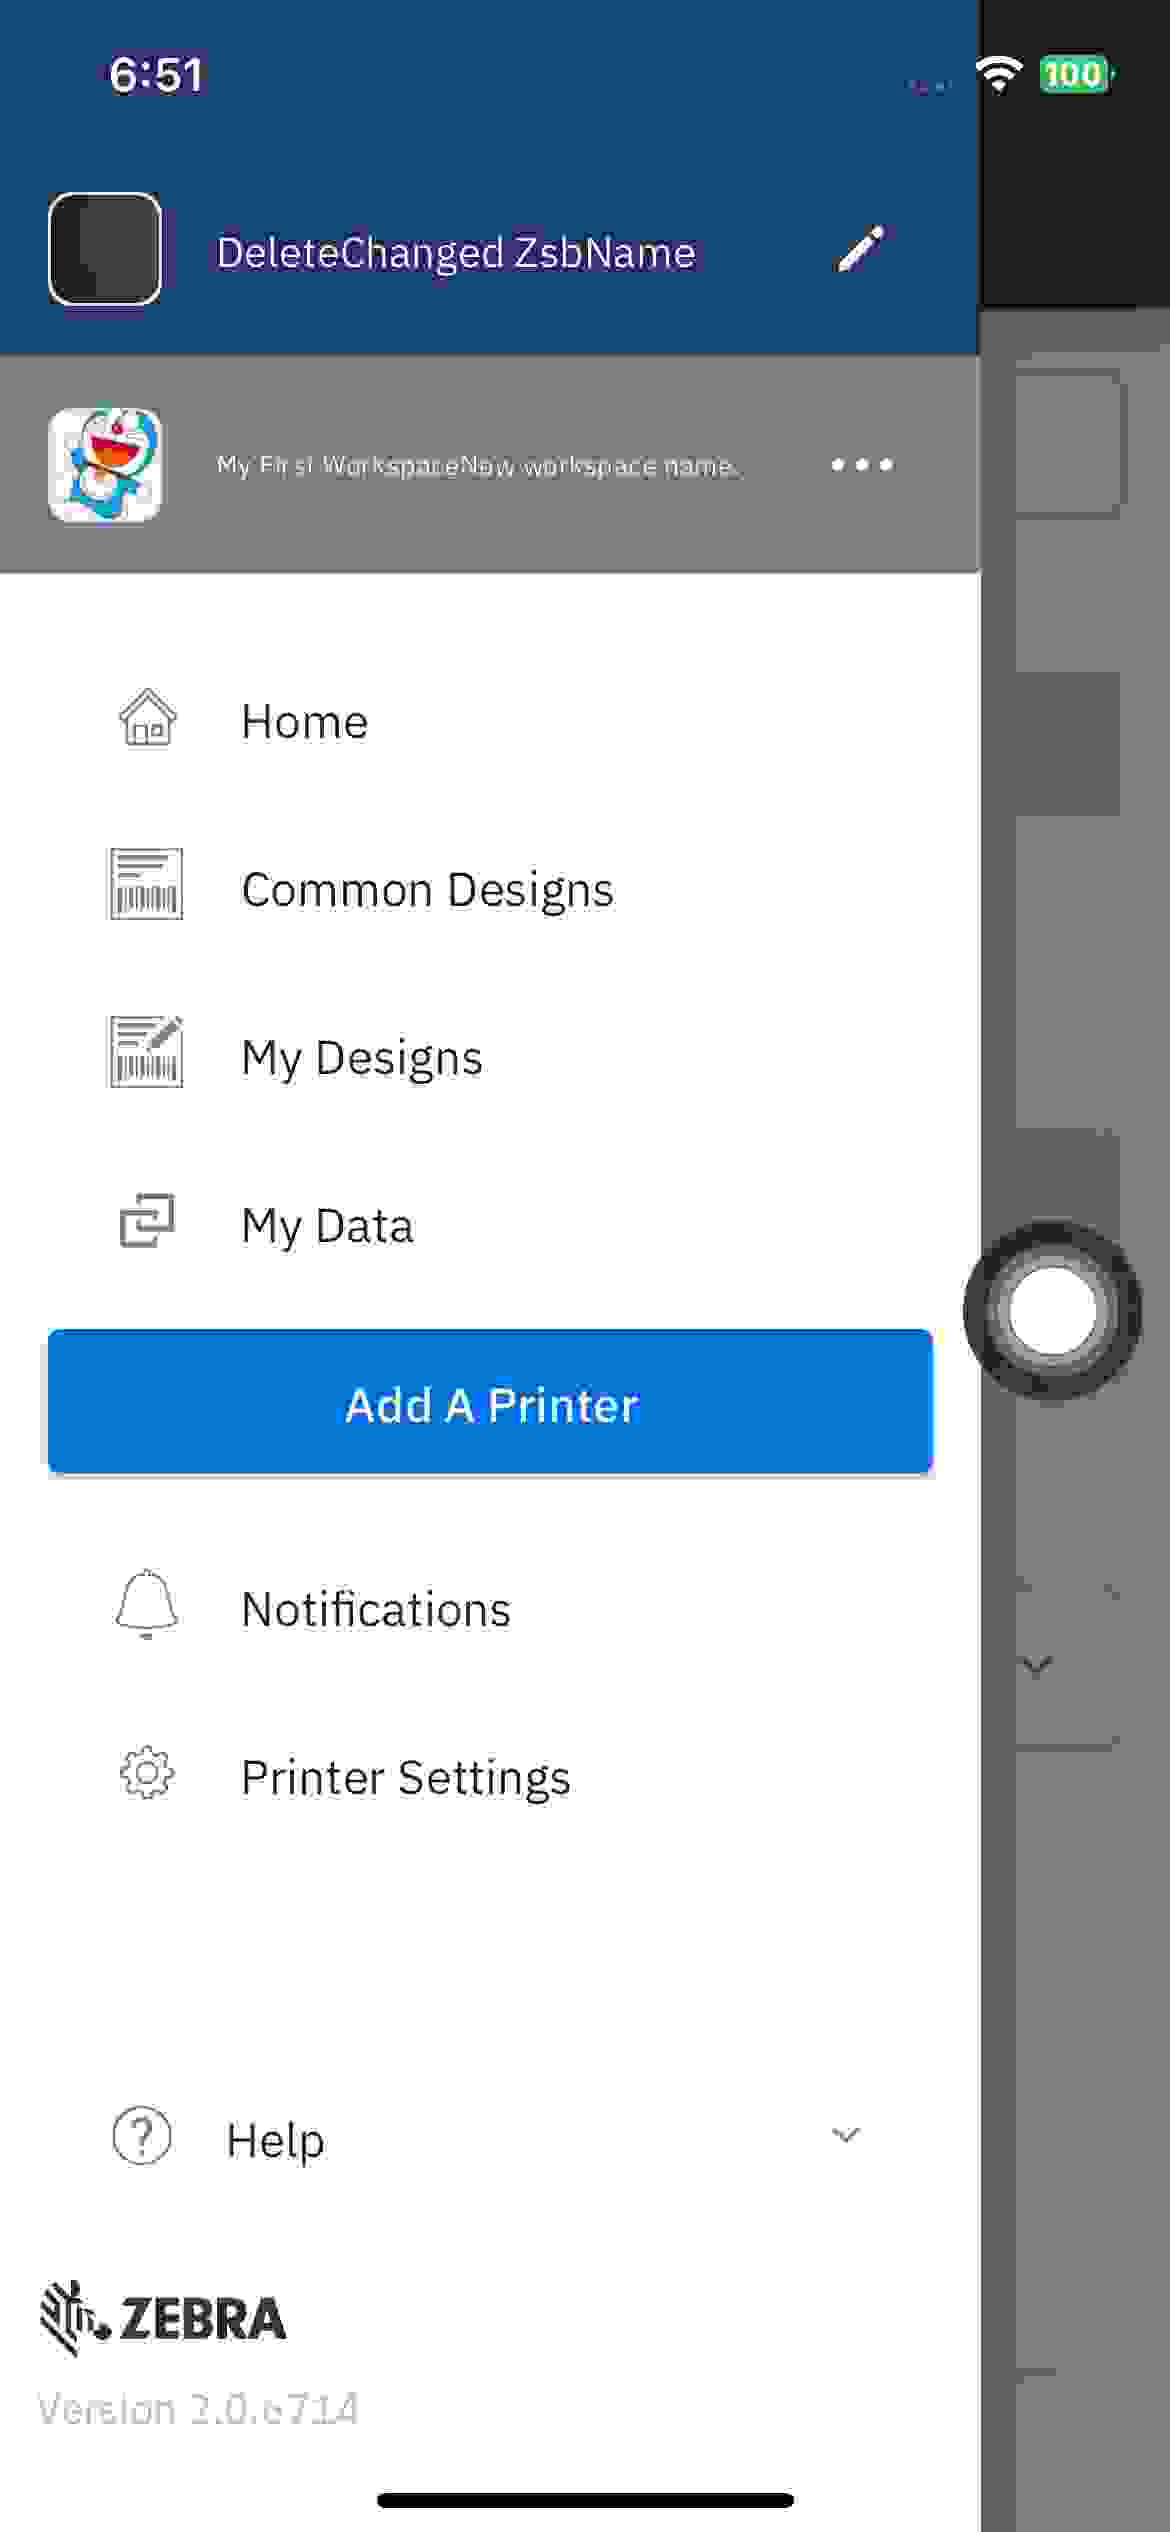 6:51
100
DeleteChanged ZsbName
My First WorkspaceNew workspace name.
Home
Common Designs
My Designs
My Data
Add A Printer
Notifications
Printer Settings
Help
ZEBRA
Version 2.0.6714